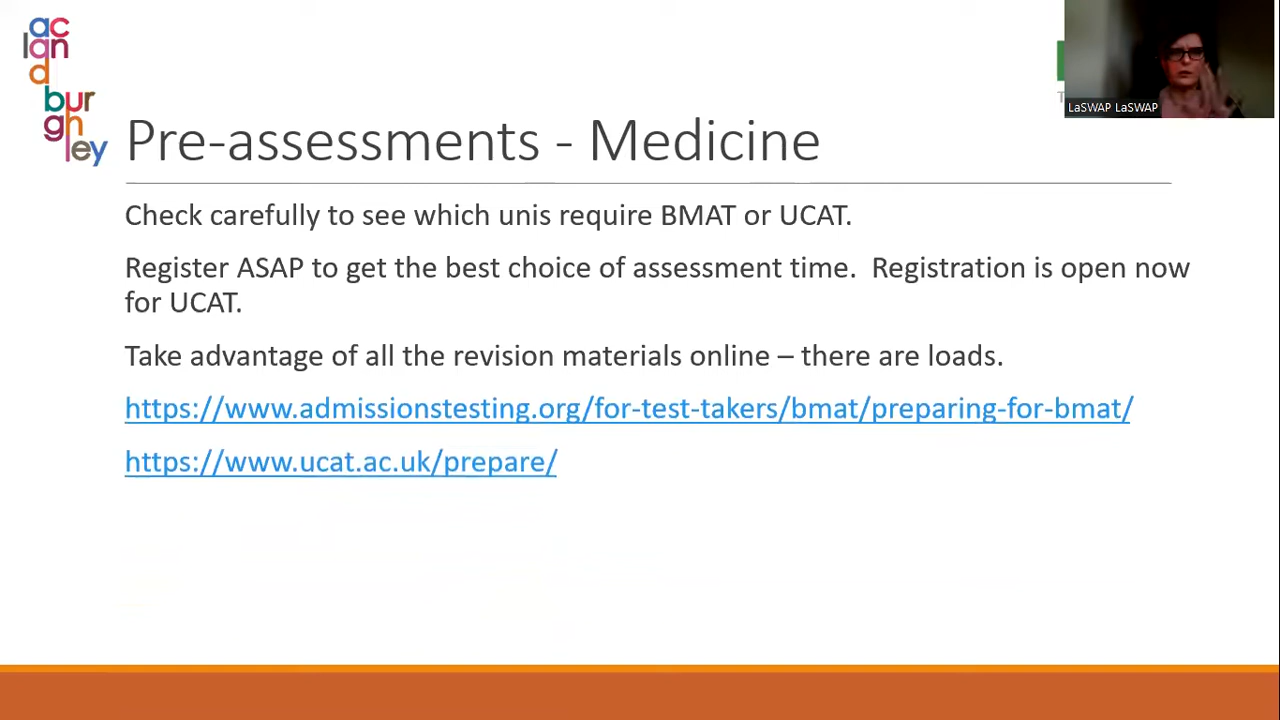 ac
lan
d
bur
gh
ley
LaSWAP LaSWAP
Pre-assessments - Medicine
Check carefully to see which unis require BMAT or UCAT.
Register ASAP to get the best choice of assessment time.  Registration is open now
for UCAT.
Take advantage of all the revision materials online – there are loads.
https://www.admissionstesting.org/for-test-takers/bmat/preparing-for-bmat/
https://www.ucat.ac.uk/prepare/